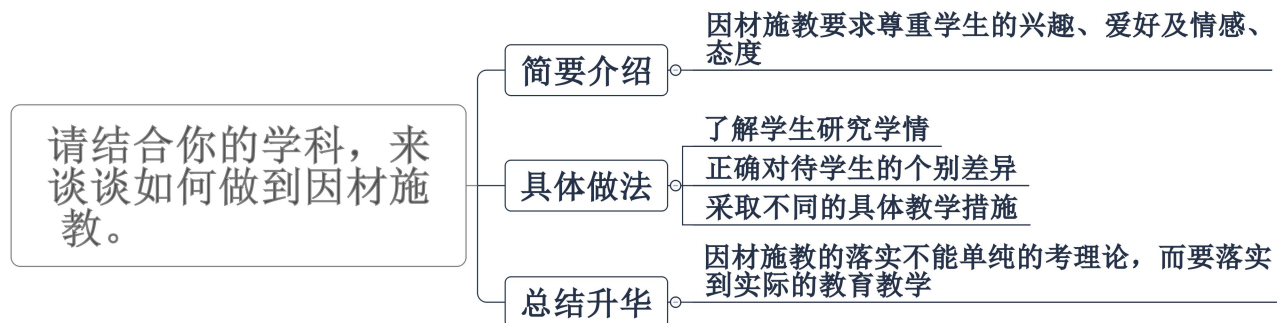 请结合你的学科，来
谈谈如何做到因材施
教。
简要介绍
因材施教要求尊重学生的兴趣、爱好及情感、
态度
具体做法
了解学生研究学情
正确对待学生的个别差异
采取不同的具体教学措施
总结升华
因材施教的落实不能单纯的考理论，而要落实
到实际的教育教学